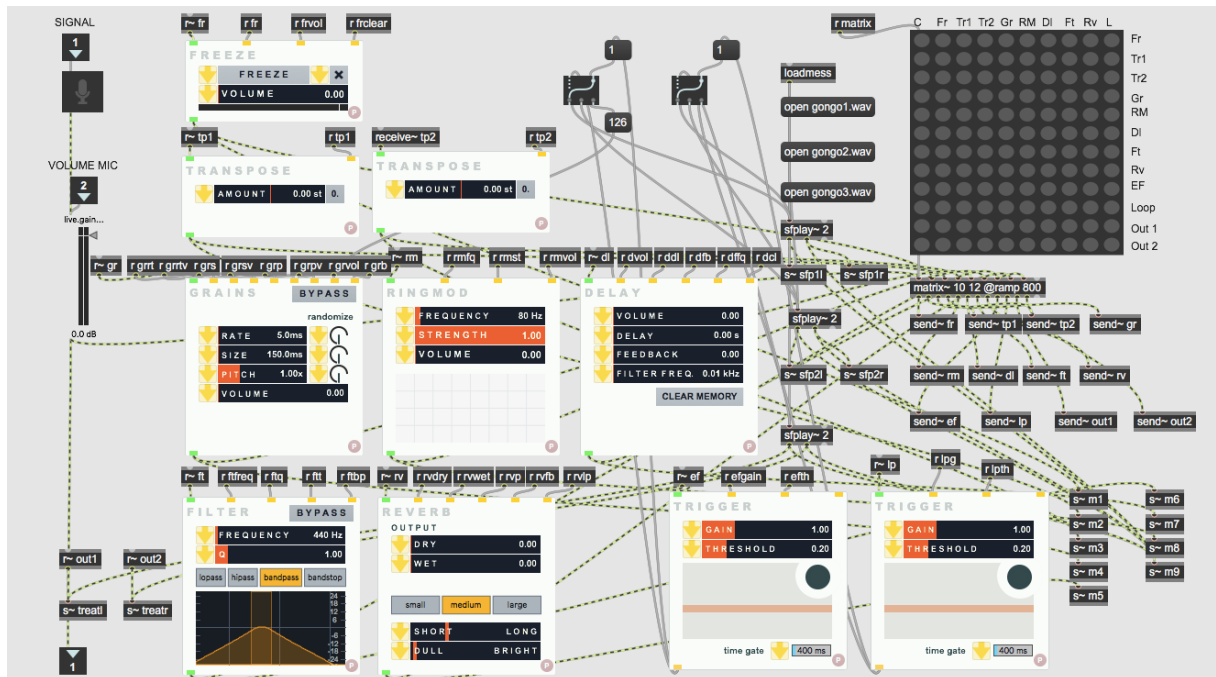 SIGNAL
1
r~ fr
r fr
r frvol
r frclear
FREEZE
FREEZE
VOLUME 0.00
P
1
1
126
r matrix
C Fr Tr1 Tr2 Gr RM Dl Ft Rv L
Fr
Tr1
Tr2
Gr
RM
Dl
Ft
Rv
EF
Loop
Out 1
Out 2
loadmess
open gongo1.wav
open gongo2.wav
open gongo3.wav
sfplay~ 2
VOLUME MIC
2
live.gain...
0.0 dB
r~ tp1
r tp1
receive~ tp2
r tp2
TRANSPOSE
AMOUNT 0.00 st 0.
P
TRANSPOSE
AMOUNT 0.00 st 0.
P
r~ gr
r grrt
r grrtv
r grs
r grsv
r grp
r grpv
r grvol
r grb
r~ rm
r rmfq
r rmst
r rmvol
r~ dl
r dvol
r ddl
r dfb
r dffq
r dcl
s~ sfp1l
s~ sfp1r
matrix~ 10 12 @ramp 800
GRAINS
BYPASS
randomize
RATE 5.0ms
SIZE 150.0ms
PITCH 1.00x
VOLUME 0.00
P
RINGMOD
FREQUENCY 80 Hz
STRENGTH 1.00
VOLUME 0.00
P
DELAY
VOLUME 0.00
DELAY 0.00 s
FEEDBACK 0.00
FILTER FREQ. 0.01 kHz
CLEAR MEMORY
P
sfplay~ 2
s~ sfp2l
s~ sfp2r
sfplay~ 2
send~ fr
send~ tp1
send~ tp2
send~ gr
send~ rm
send~ dl
send~ ft
send~ rv
send~ ef
send~ lp
send~ out1
send~ out2
r~ ft
r ftfreq
r ftq
r ftt
r ftbp
r~ rv
r rvdry
r rvwet
r rvp
r rvfb
r rvlp
r~ ef
r efgain
r efth
r~ lp
r lpg
r lpth
FILTER
BYPASS
FREQUENCY 440 Hz
Q 1.00
lopass
hipass
bandpass
bandstop
24
18
12
6
-6
-12
-18
-24
P
REVERB
OUTPUT
DRY 0.00
WET 0.00
small
medium
large
SHORT LONG
DULL BRIGHT
P
TRIGGER
GAIN 1.00
THRESHOLD 0.20
time gate
400 ms
P
TRIGGER
GAIN 1.00
THRESHOLD 0.20
time gate
400 ms
P
s~ m1
s~ m2
s~ m3
s~ m4
s~ m5
s~ m6
s~ m7
s~ m8
s~ m9
r~ out1
r~ out2
s~ treatl
s~ treatr
1